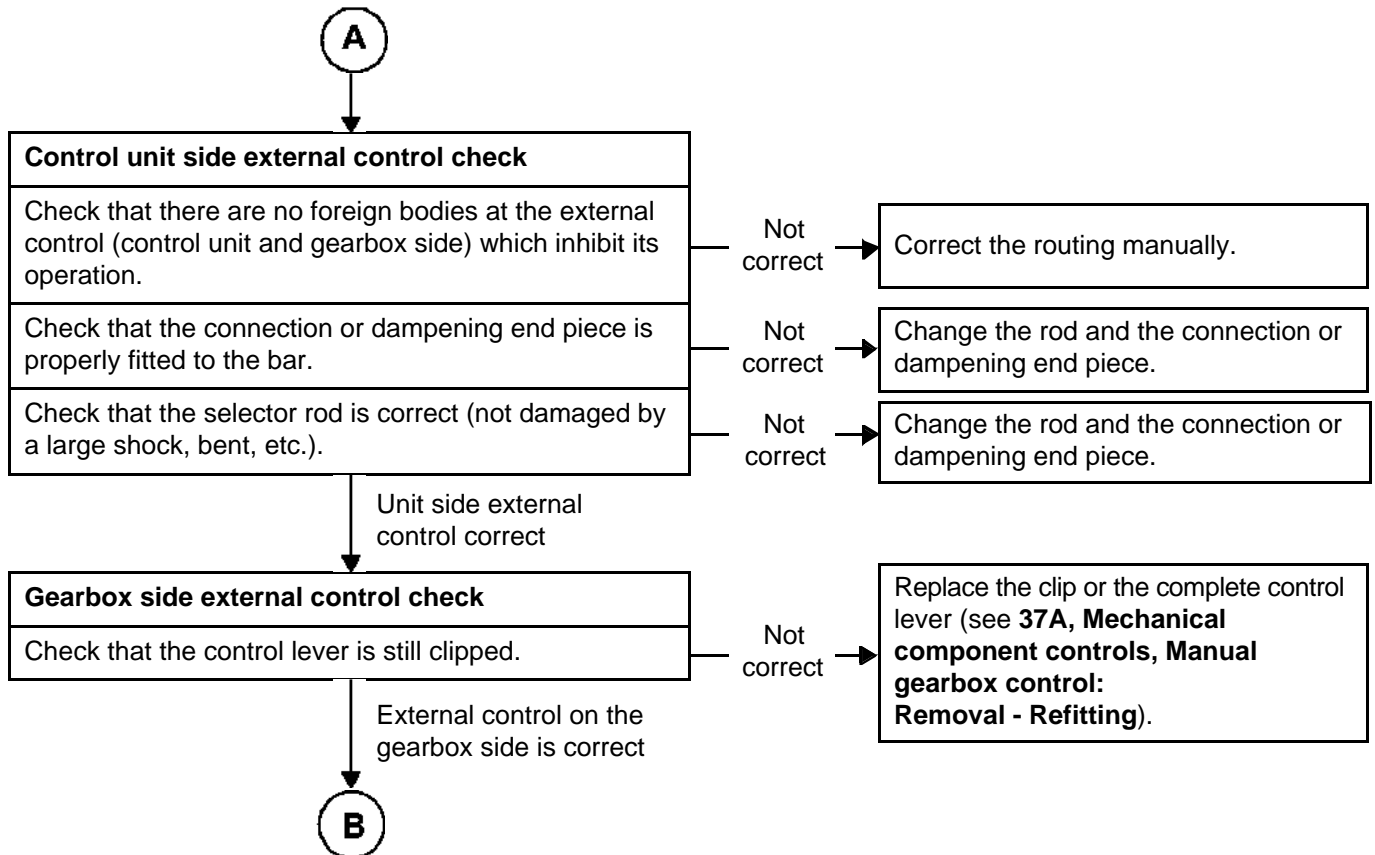 A
Control unit side external control check
Check that there are no foreign bodies at the external
control (control unit and gearbox side) which inhibit its
operation.
Not
correct
Correct the routing manually.
Check that the connection or dampening end piece is
properly fitted to the bar.
Not
correct
Change the rod and the connection or
dampening end piece.
Check that the selector rod is correct (not damaged by
a large shock, bent, etc.).
Not
correct
Change the rod and the connection or
dampening end piece.
Unit side external
control correct
Gearbox side external control check
Check that the control lever is still clipped.
Not
correct
Replace the clip or the complete control
lever (see 37A, Mechanical
component controls, Manual
gearbox control:
Removal - Refitting).
External control on the
gearbox side is correct
B